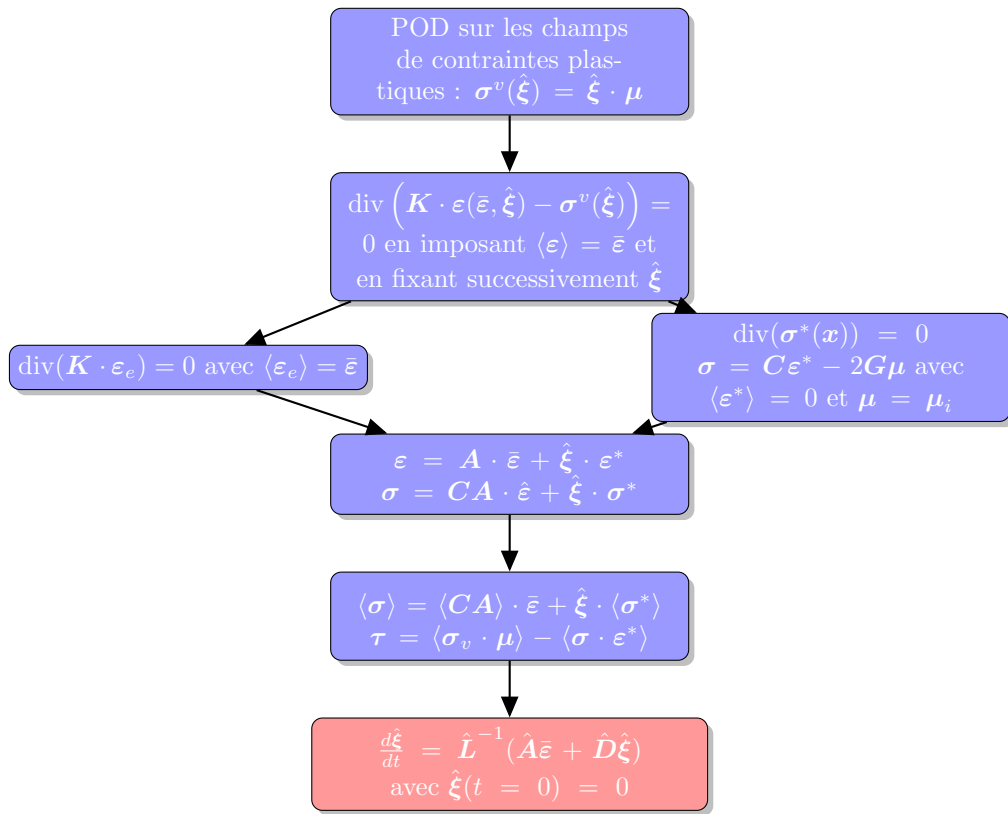 POD sur les champs
de contraintes plas-
tiques : σ^v(ξ̂) = ξ̂ · μ
div (K · ε(ε̄, ξ̂) − σ^v(ξ̂)) =
0 en imposant ⟨ε⟩ = ε̄ et
en fixant successivement ξ̂
div(K · ε_e) = 0 avec ⟨ε_e⟩ = ε̄
div(σ*(x)) = 0
σ = Cε* − 2Gμ avec
⟨ε*⟩ = 0 et μ = μ_i
ε = A · ε̄ + ξ̂ · ε*
σ = CA · ε̂ + ξ̂ · σ*
⟨σ⟩ = ⟨CA⟩ · ε̄ + ξ̂ · ⟨σ*⟩
τ = ⟨σ_v · μ⟩ − ⟨σ · ε*⟩
dξ̂/dt = L̂^{−1}(Âε̄ + D̂ξ̂)
avec ξ̂(t = 0) = 0